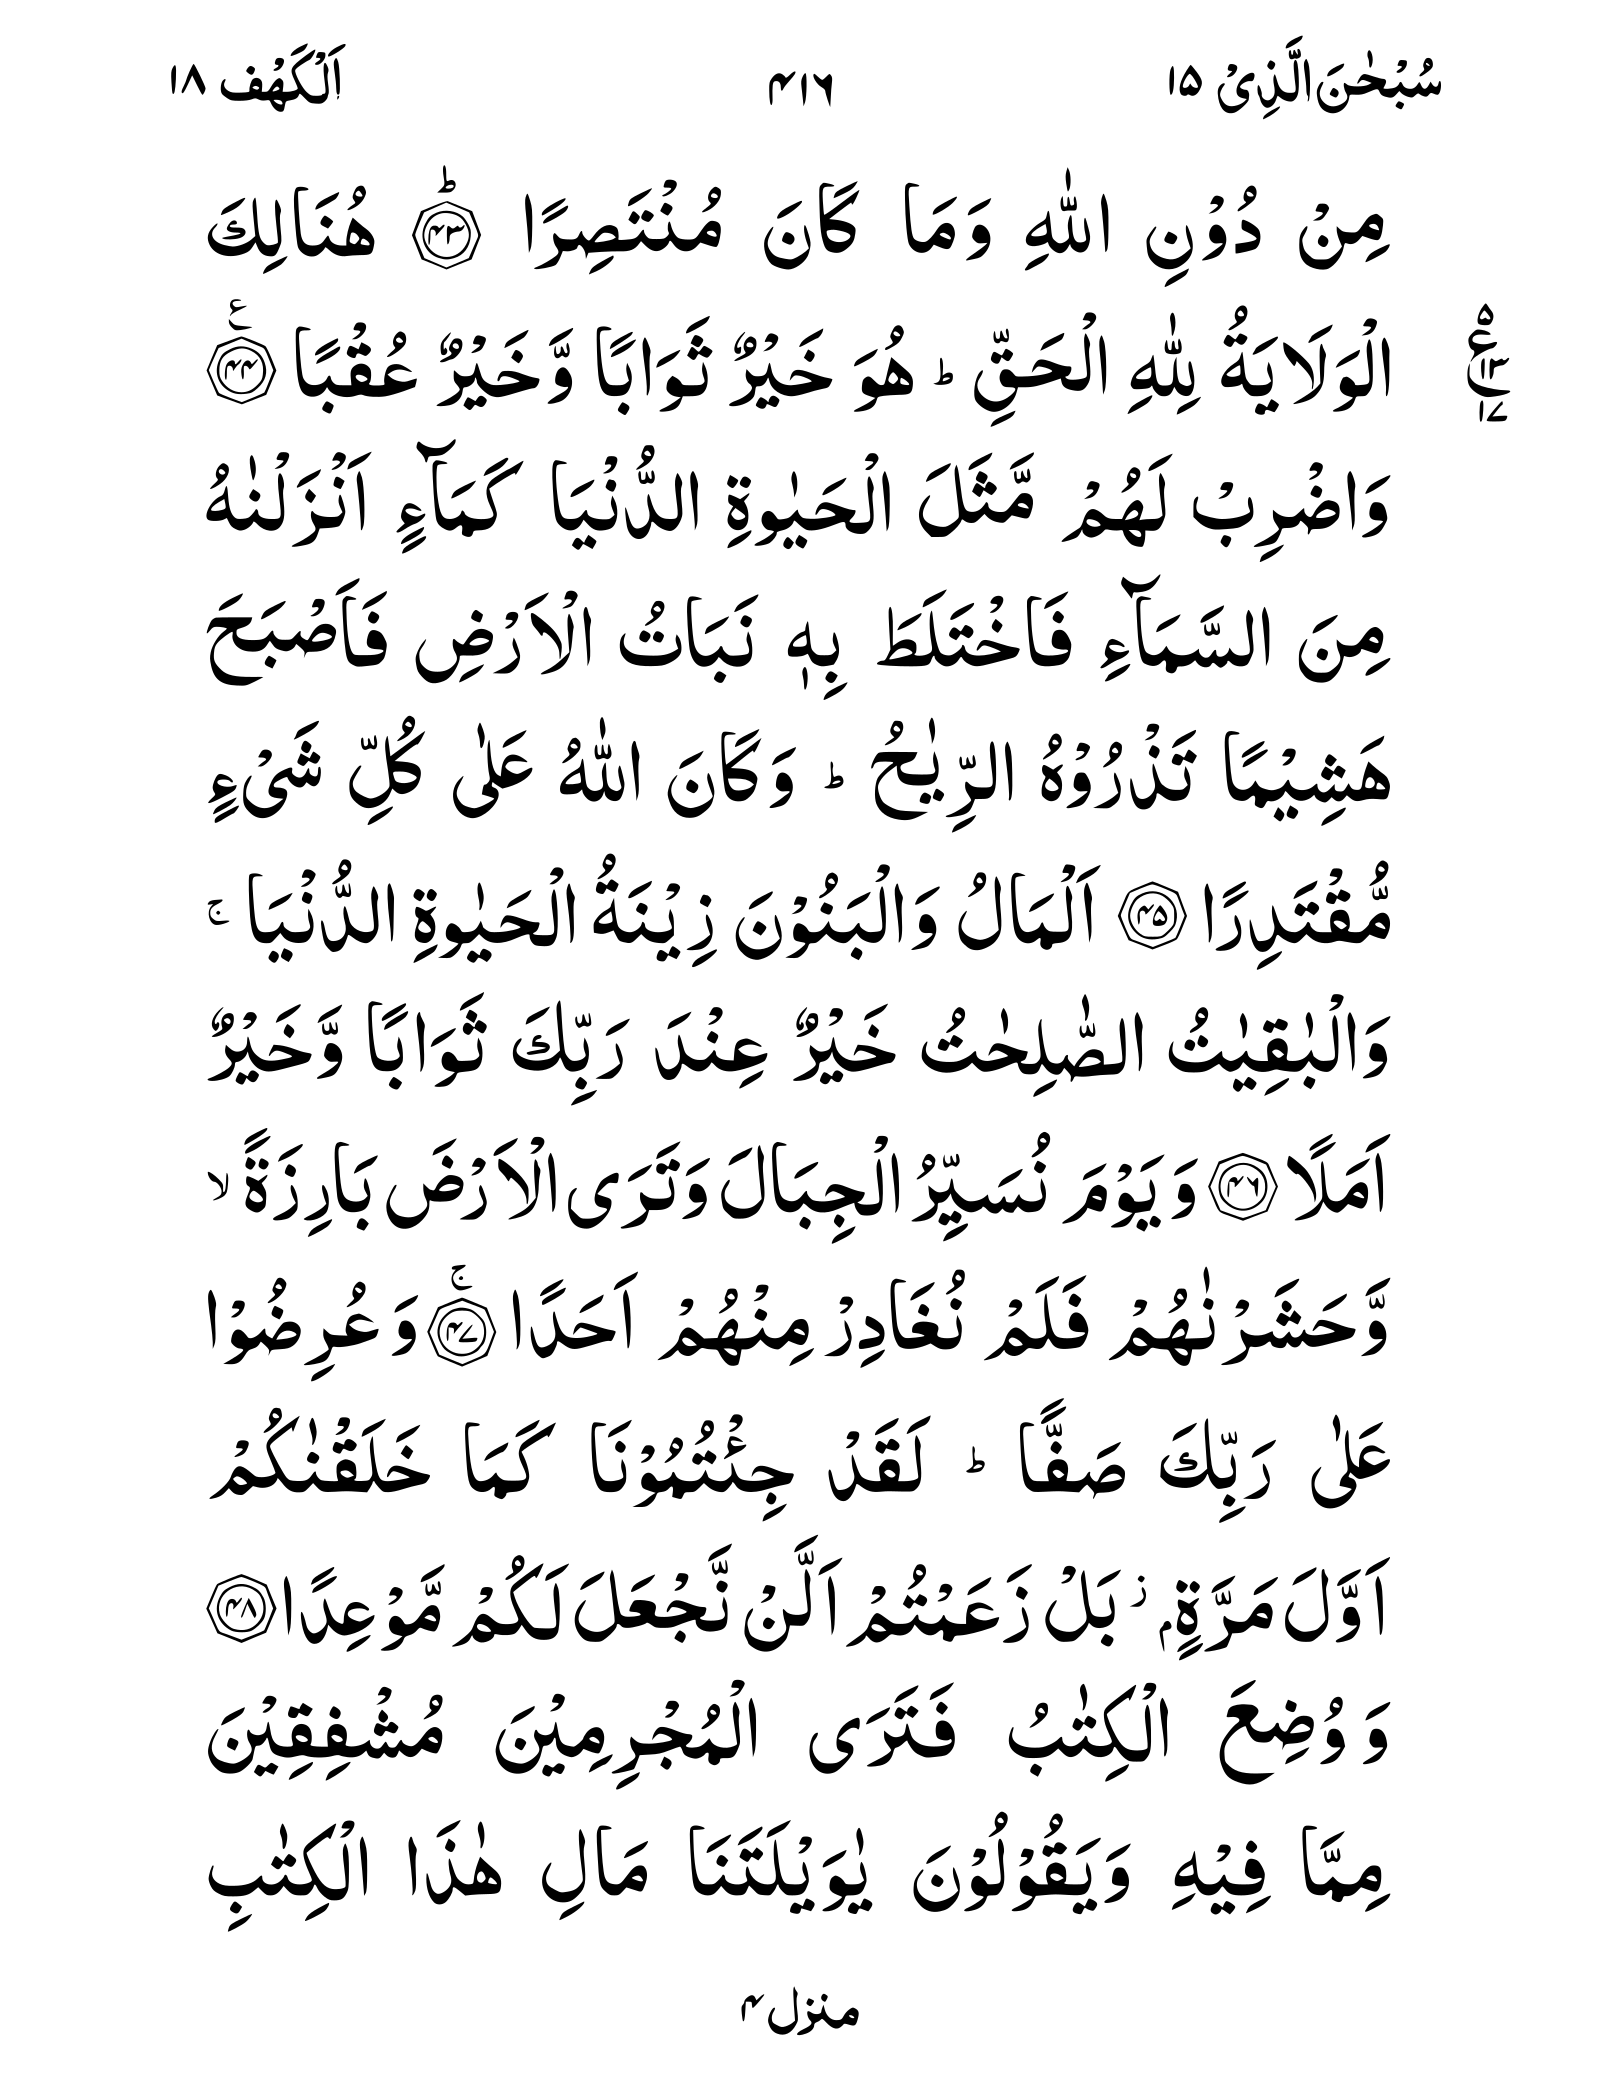 سُبْحٰنَ الَّذِیْ ۱۵
۴۱۶
اَلْكَهْف ۱۸
مِنْ دُوْنِ اللّٰهِ وَمَا كَانَ مُنْتَصِرًا ؕ ۴۳ هُنَالِكَ
الْوَلَایَةُ لِلّٰهِ الْحَقِّ ؕ هُوَ خَیْرٌ ثَوَابًا وَّخَیْرٌ عُقْبًا ۴۴ ع
۵ ع ۱۳ ۱۷
وَاضْرِبْ لَهُمْ مَّثَلَ الْحَیٰوةِ الدُّنْیَا كَمَآءٍ اَنْزَلْنٰهُ
مِنَ السَّمَآءِ فَاخْتَلَطَ بِهٖ نَبَاتُ الْاَرْضِ فَاَصْبَحَ
هَشِیْمًا تَذْرُوْهُ الرِّیٰحُ ؕ وَكَانَ اللّٰهُ عَلٰی كُلِّ شَیْءٍ
مُّقْتَدِرًا ۴۵ اَلْمَالُ وَالْبَنُوْنَ زِیْنَةُ الْحَیٰوةِ الدُّنْیَا ۚ
وَالْبٰقِیٰتُ الصّٰلِحٰتُ خَیْرٌ عِنْدَ رَبِّكَ ثَوَابًا وَّخَیْرٌ
اَمَلًا ۴۶ وَیَوْمَ نُسَیِّرُ الْجِبَالَ وَتَرَی الْاَرْضَ بَارِزَةً ۙ
وَّحَشَرْنٰهُمْ فَلَمْ نُغَادِرْ مِنْهُمْ اَحَدًا ۚ ۴۷ وَعُرِضُوْا
عَلٰی رَبِّكَ صَفًّا ؕ لَقَدْ جِئْتُمُوْنَا كَمَا خَلَقْنٰكُمْ
اَوَّلَ مَرَّةٍۭ ؗ بَلْ زَعَمْتُمْ اَلَّنْ نَّجْعَلَ لَكُمْ مَّوْعِدًا ۴۸
وَوُضِعَ الْكِتٰبُ فَتَرَی الْمُجْرِمِیْنَ مُشْفِقِیْنَ
مِمَّا فِیْهِ وَیَقُوْلُوْنَ یٰوَیْلَتَنَا مَالِ هٰذَا الْكِتٰبِ
منزل ۴